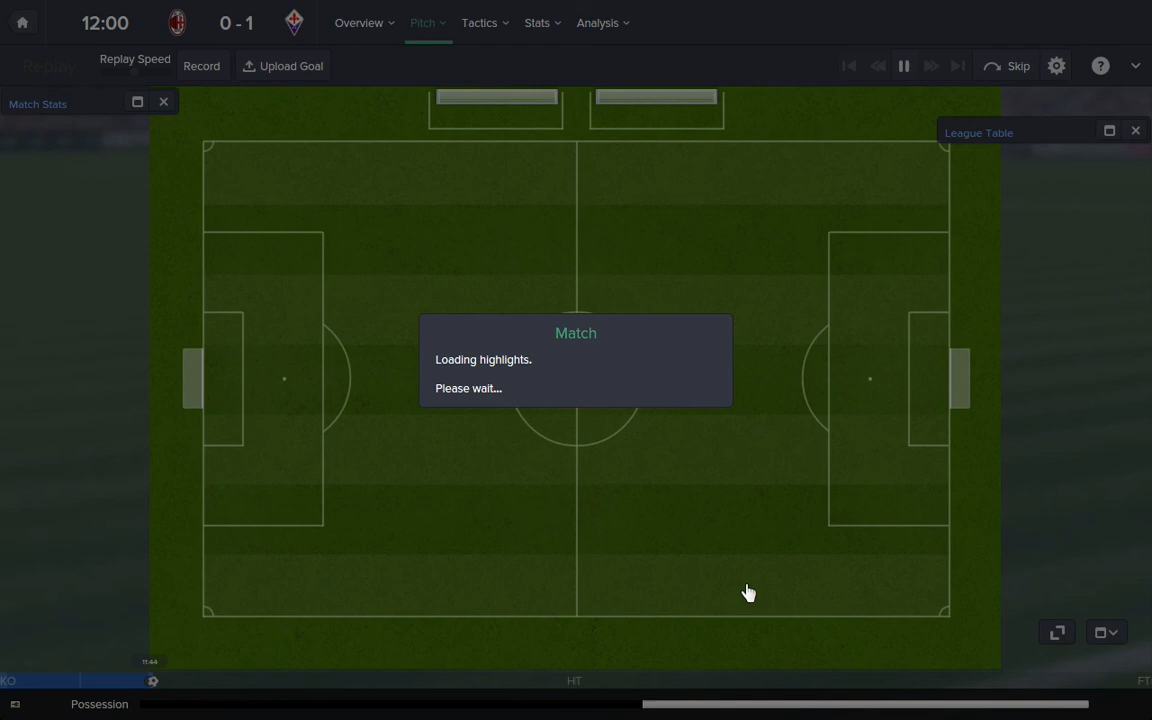 12:00 0 - 1 Overview Pitch Tactics Stats Analysis
Replay Replay Speed Record Upload Goal Skip ?
Match Stats
League Table
Match
Loading highlights.
Please wait...
11:44
KO HT FT
Possession